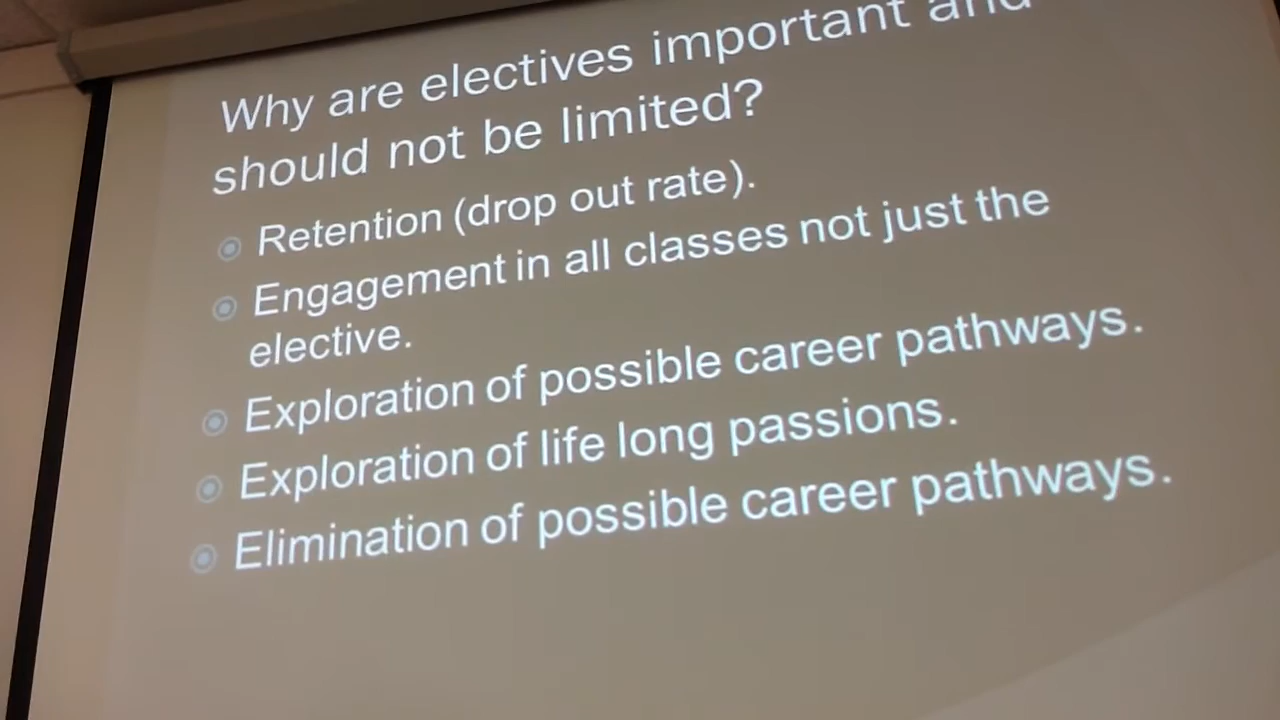 Why are electives important and
should not be limited?
Retention (drop out rate).
Engagement in all classes not just the
elective.
Exploration of possible career pathways.
Exploration of life long passions.
Elimination of possible career pathways.